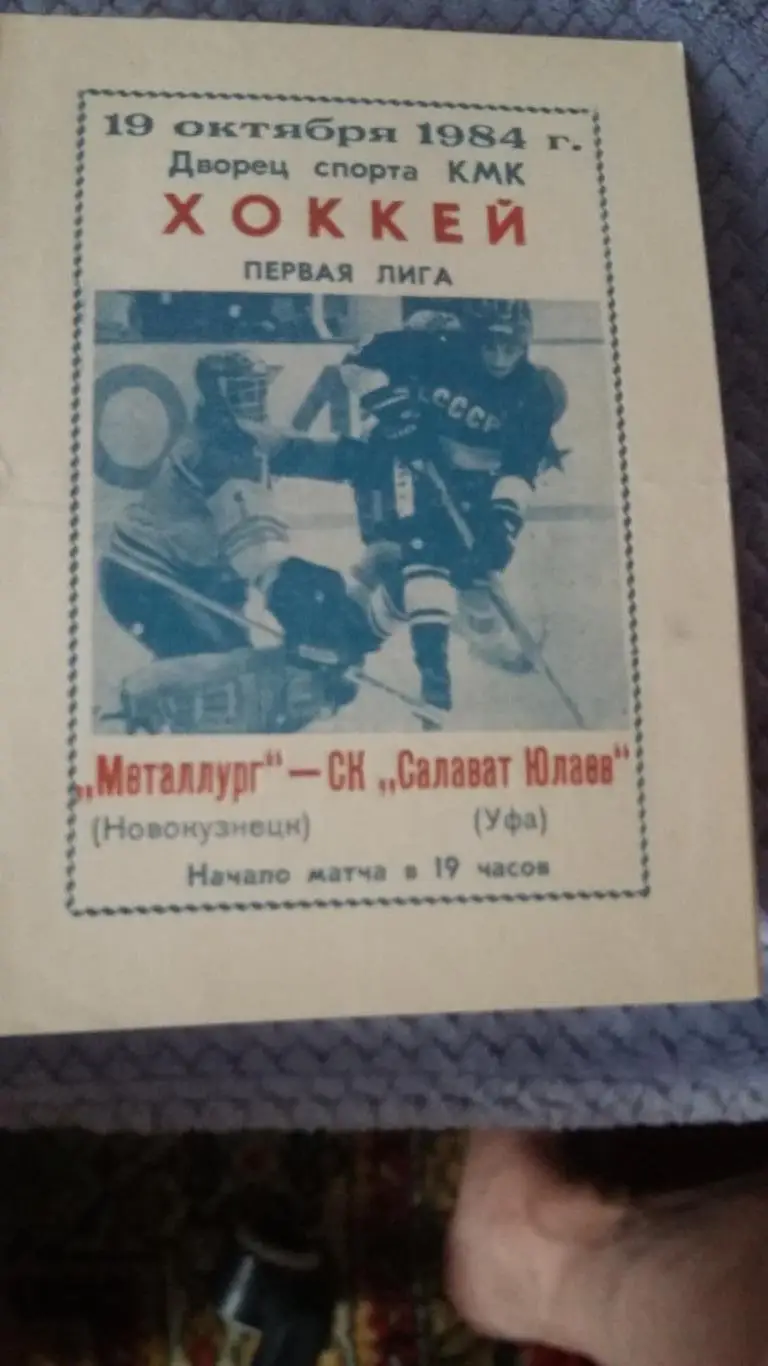 19 октября 1984 г.
Дворец спорта КМК
ХОККЕЙ
ПЕРВАЯ ЛИГА
СССР
„Металлург“ — СК „Салават Юлаев“
(Новокузнецк) (Уфа)
Начало матча в 19 часов